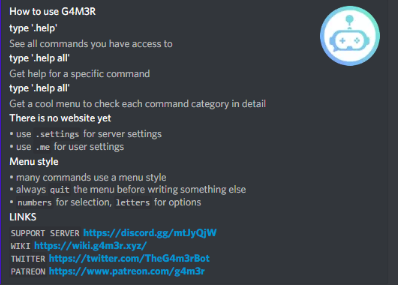 How to use G4M3R
type '.help'
See all commands you have access to
type '.help all'
Get help for a specific command
type '.help all'
Get a cool menu to check each command category in detail
There is no website yet
• use .settings for server settings
• use .me for user settings
Menu style
• many commands use a menu style
• always quit the menu before writing something else
• numbers for selection, letters for options
LINKS
SUPPORT SERVER https://discord.gg/mtJyQjW
WIKI https://wiki.g4m3r.xyz/
TWITTER https://twitter.com/TheG4m3rBot
PATREON https://www.patreon.com/g4m3r